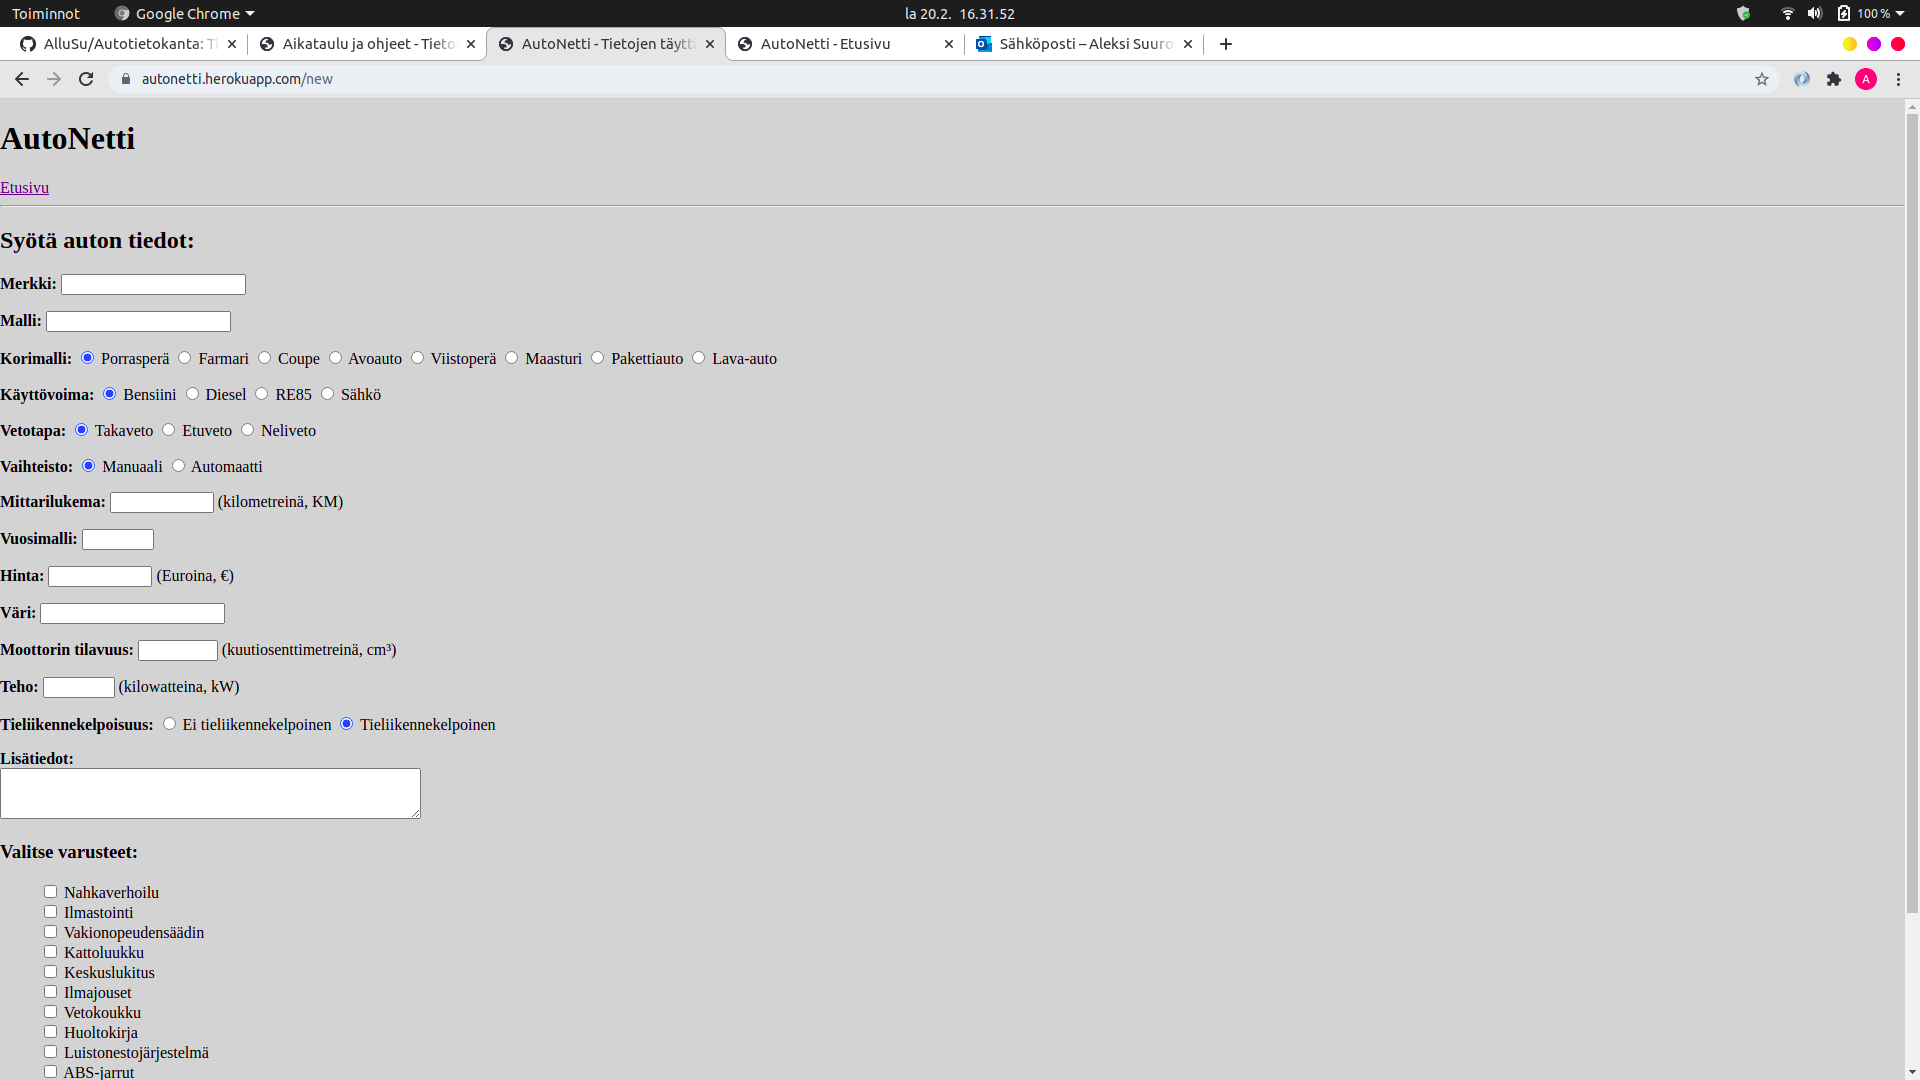 Toiminnot Google Chrome la 20.2. 16.31.52 100 %
AlluSu/Autotietokanta: Ti Aikataulu ja ohjeet - Tieto AutoNetti - Tietojen täyttä AutoNetti - Etusivu Sähköposti – Aleksi Suuro
autonetti.herokuapp.com/new A
AutoNetti
Etusivu
Syötä auton tiedot:
Merkki:
Malli:
Korimalli: Porrasperä Farmari Coupe Avoauto Viistoperä Maasturi Pakettiauto Lava-auto
Käyttövoima: Bensiini Diesel RE85 Sähkö
Vetotapa: Takaveto Etuveto Neliveto
Vaihteisto: Manuaali Automaatti
Mittarilukema: (kilometreinä, KM)
Vuosimalli:
Hinta: (Euroina, €)
Väri:
Moottorin tilavuus: (kuutiosenttimetreinä, cm³)
Teho: (kilowatteina, kW)
Tieliikennekelpoisuus: Ei tieliikennekelpoinen Tieliikennekelpoinen
Lisätiedot:
Valitse varusteet:
Nahkaverhoilu
Ilmastointi
Vakionopeudensäädin
Kattoluukku
Keskuslukitus
Ilmajouset
Vetokoukku
Huoltokirja
Luistonestojärjestelmä
ABS-jarrut